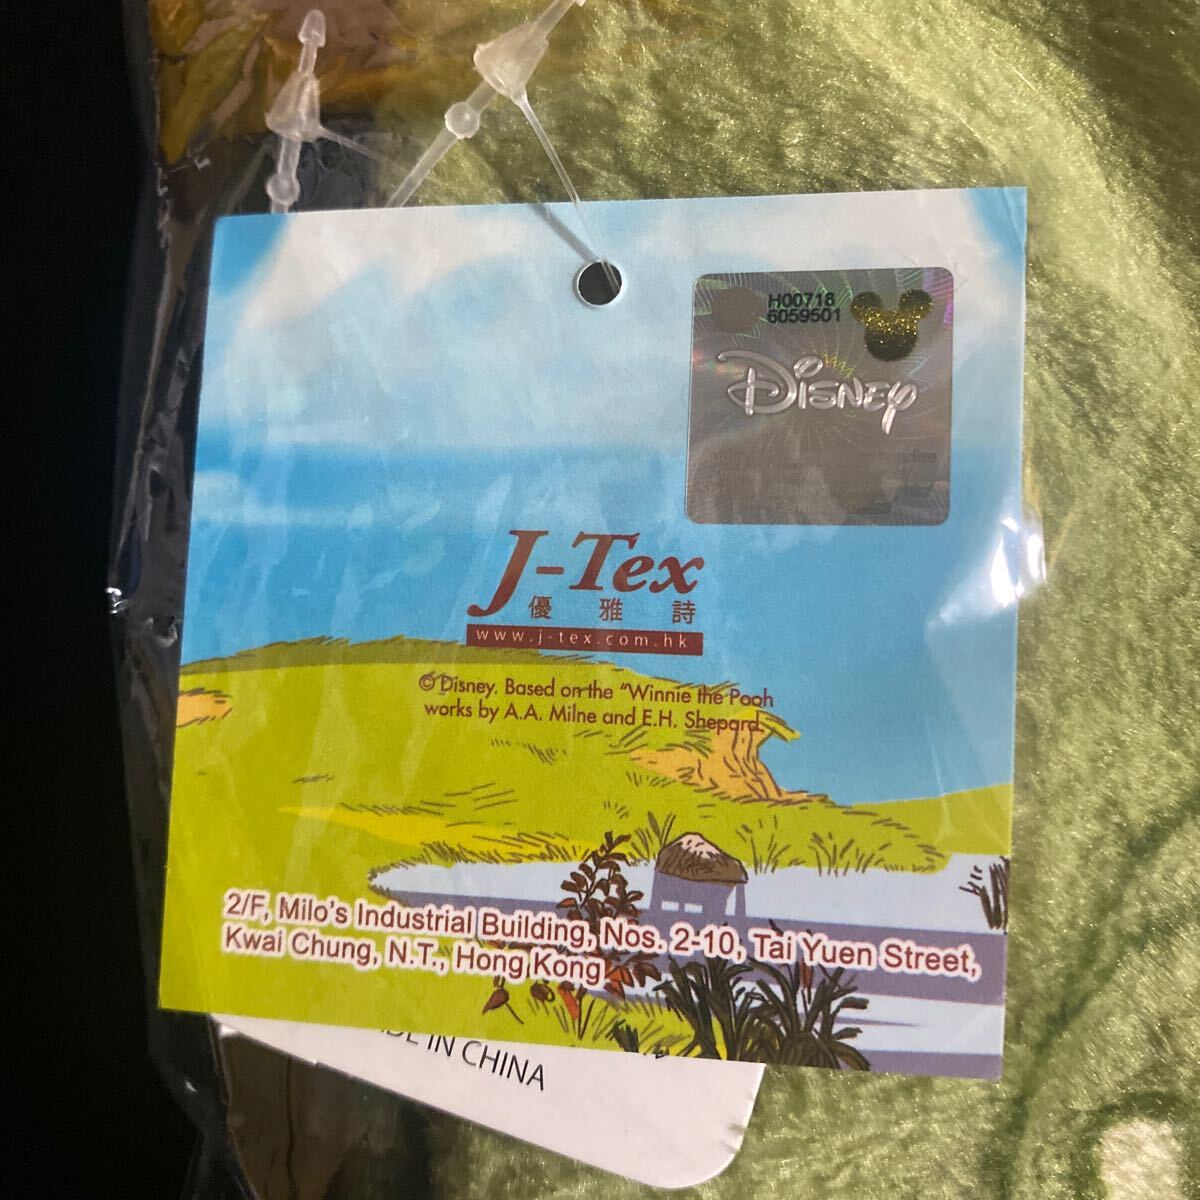 H00718
6059501
Disney
J-Tex
優雅詩
www.j-tex.com.hk
© Disney. Based on the "Winnie the Pooh
works by A.A. Milne and E.H. Shepard.
2/F, Milo's Industrial Building, Nos. 2-10, Tai Yuen Street,
Kwai Chung, N.T., Hong Kong
IN CHINA